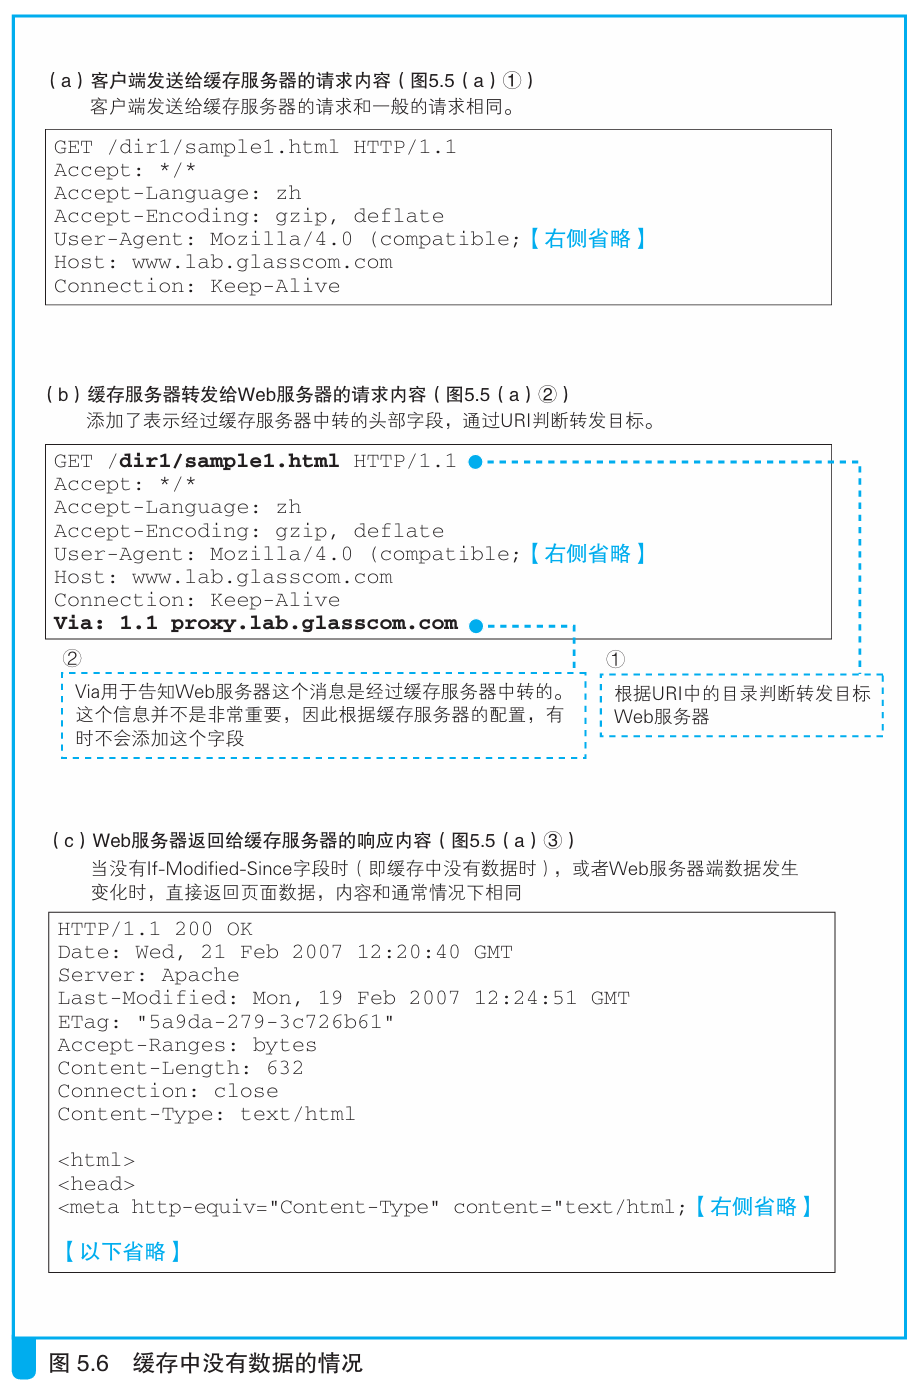 （a）客户端发送给缓存服务器的请求内容（图5.5（a）①）
客户端发送给缓存服务器的请求和一般的请求相同。
GET /dir1/sample1.html HTTP/1.1
Accept: */*
Accept-Language: zh
Accept-Encoding: gzip, deflate
User-Agent: Mozilla/4.0 (compatible;【右侧省略】
Host: www.lab.glasscom.com
Connection: Keep-Alive
（b）缓存服务器转发给Web服务器的请求内容（图5.5（a）②）
添加了表示经过缓存服务器中转的头部字段，通过URI判断转发目标。
GET /dir1/sample1.html HTTP/1.1
Accept: */*
Accept-Language: zh
Accept-Encoding: gzip, deflate
User-Agent: Mozilla/4.0 (compatible;【右侧省略】
Host: www.lab.glasscom.com
Connection: Keep-Alive
Via: 1.1 proxy.lab.glasscom.com
②
Via用于告知Web服务器这个消息是经过缓存服务器中转的。
这个信息并不是非常重要，因此根据缓存服务器的配置，有
时不会添加这个字段
①
根据URI中的目录判断转发目标
Web服务器
（c）Web服务器返回给缓存服务器的响应内容（图5.5（a）③）
当没有If-Modified-Since字段时（即缓存中没有数据时），或者Web服务器端数据发生
变化时，直接返回页面数据，内容和通常情况下相同
HTTP/1.1 200 OK
Date: Wed, 21 Feb 2007 12:20:40 GMT
Server: Apache
Last-Modified: Mon, 19 Feb 2007 12:24:51 GMT
ETag: "5a9da-279-3c726b61"
Accept-Ranges: bytes
Content-Length: 632
Connection: close
Content-Type: text/html
<html>
<head>
<meta http-equiv="Content-Type" content="text/html;【右侧省略】
【以下省略】
图 5.6 缓存中没有数据的情况